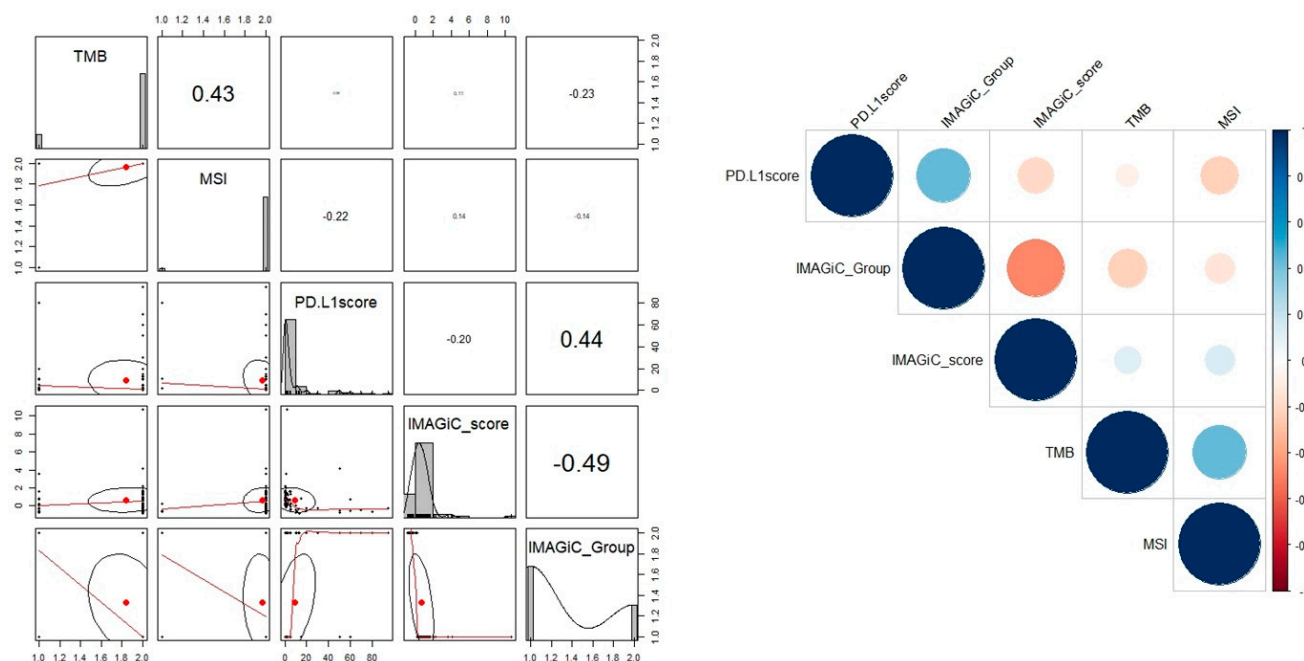 1.0 1.2 1.4 1.6 1.8 2.0
0 2 4 6 8 10
TMB
0.43
-0.23
1.0 1.2 1.4 1.6 1.8 2.0
1.0 1.2 1.4 1.6 1.8 2.0
MSI
-0.22
0.14
-0.14
PD.L1score
-0.20
0.44
0 20 40 60 80
0 2 4 6 8 10
IMAGiC_score
-0.49
IMAGiC_Group
1.0 1.2 1.4 1.6 1.8 2.0
1.0 1.2 1.4 1.6 1.8 2.0
0 20 40 60 80
1.0 1.2 1.4 1.6 1.8 2.0
PD.L1score
IMAGiC_Group
IMAGiC_score
TMB
MSI
PD.L1score
IMAGiC_Group
IMAGiC_score
TMB
MSI